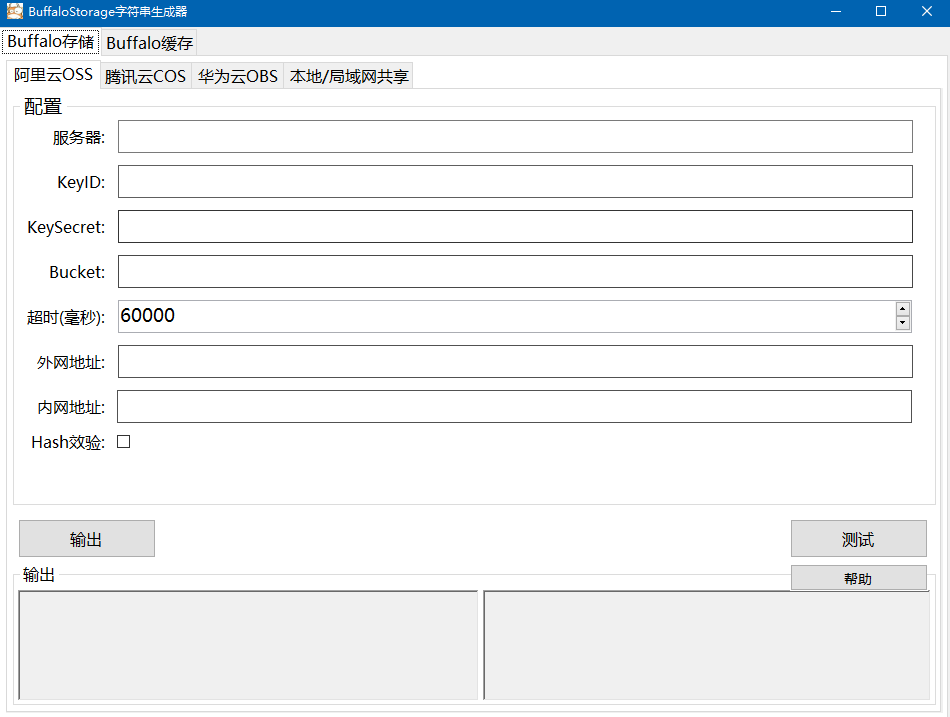 BuffaloStorage字符串生成器
Buffalo存储 Buffalo缓存
阿里云OSS 腾讯云COS 华为云OBS 本地/局域网共享
配置
服务器:
KeyID:
KeySecret:
Bucket:
超时(毫秒): 60000
外网地址:
内网地址:
Hash效验:
输出 测试
输出 帮助